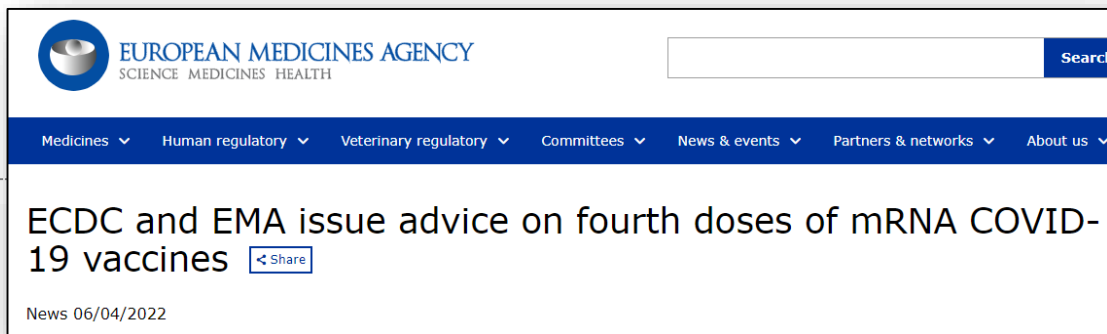 EUROPEAN MEDICINES AGENCY
SCIENCE MEDICINES HEALTH
Search
Medicines
Human regulatory
Veterinary regulatory
Committees
News & events
Partners & networks
About us
ECDC and EMA issue advice on fourth doses of mRNA COVID-
19 vaccines
Share
News 06/04/2022